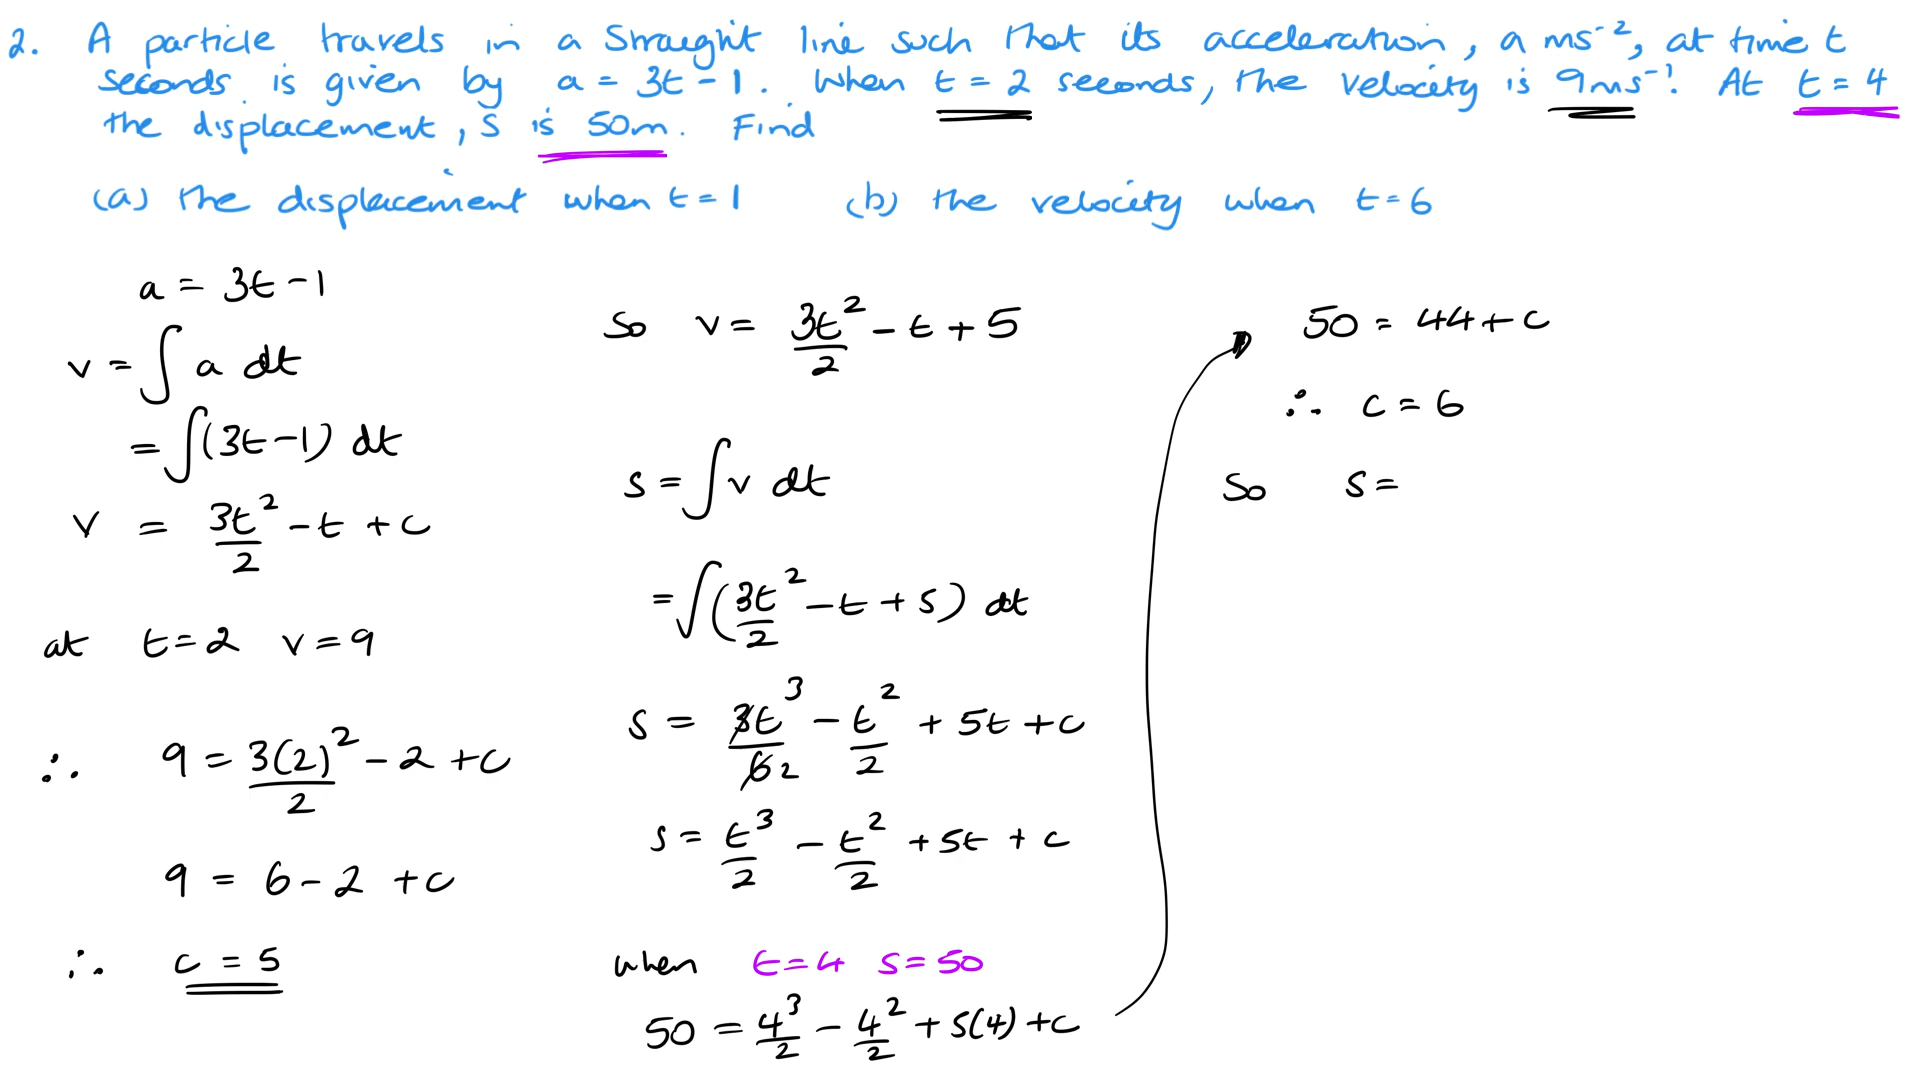 2. A particle travels in a straight line such that its acceleration, a ms⁻², at time t
seconds is given by a = 3t - 1. When t = 2 seconds, the velocity is 9ms⁻¹. At t = 4
the displacement, s is 50m. Find
(a) the displacement when t = 1 (b) the velocity when t = 6
a = 3t - 1
v = ∫ a dt
= ∫(3t - 1) dt
v = 3t²/2 - t + c
at t = 2 v = 9
∴ 9 = 3(2)²/2 - 2 + c
9 = 6 - 2 + c
∴ c = 5
So v = 3t²/2 - t + 5
s = ∫ v dt
= ∫(3t²/2 - t + 5) dt
s = 3t³/6 2 - t²/2 + 5t + c
s = t³/2 - t²/2 + 5t + c
when t = 4 s = 50
50 = 4³/2 - 4²/2 + 5(4) + c
50 = 44 + c
∴ c = 6
So s =